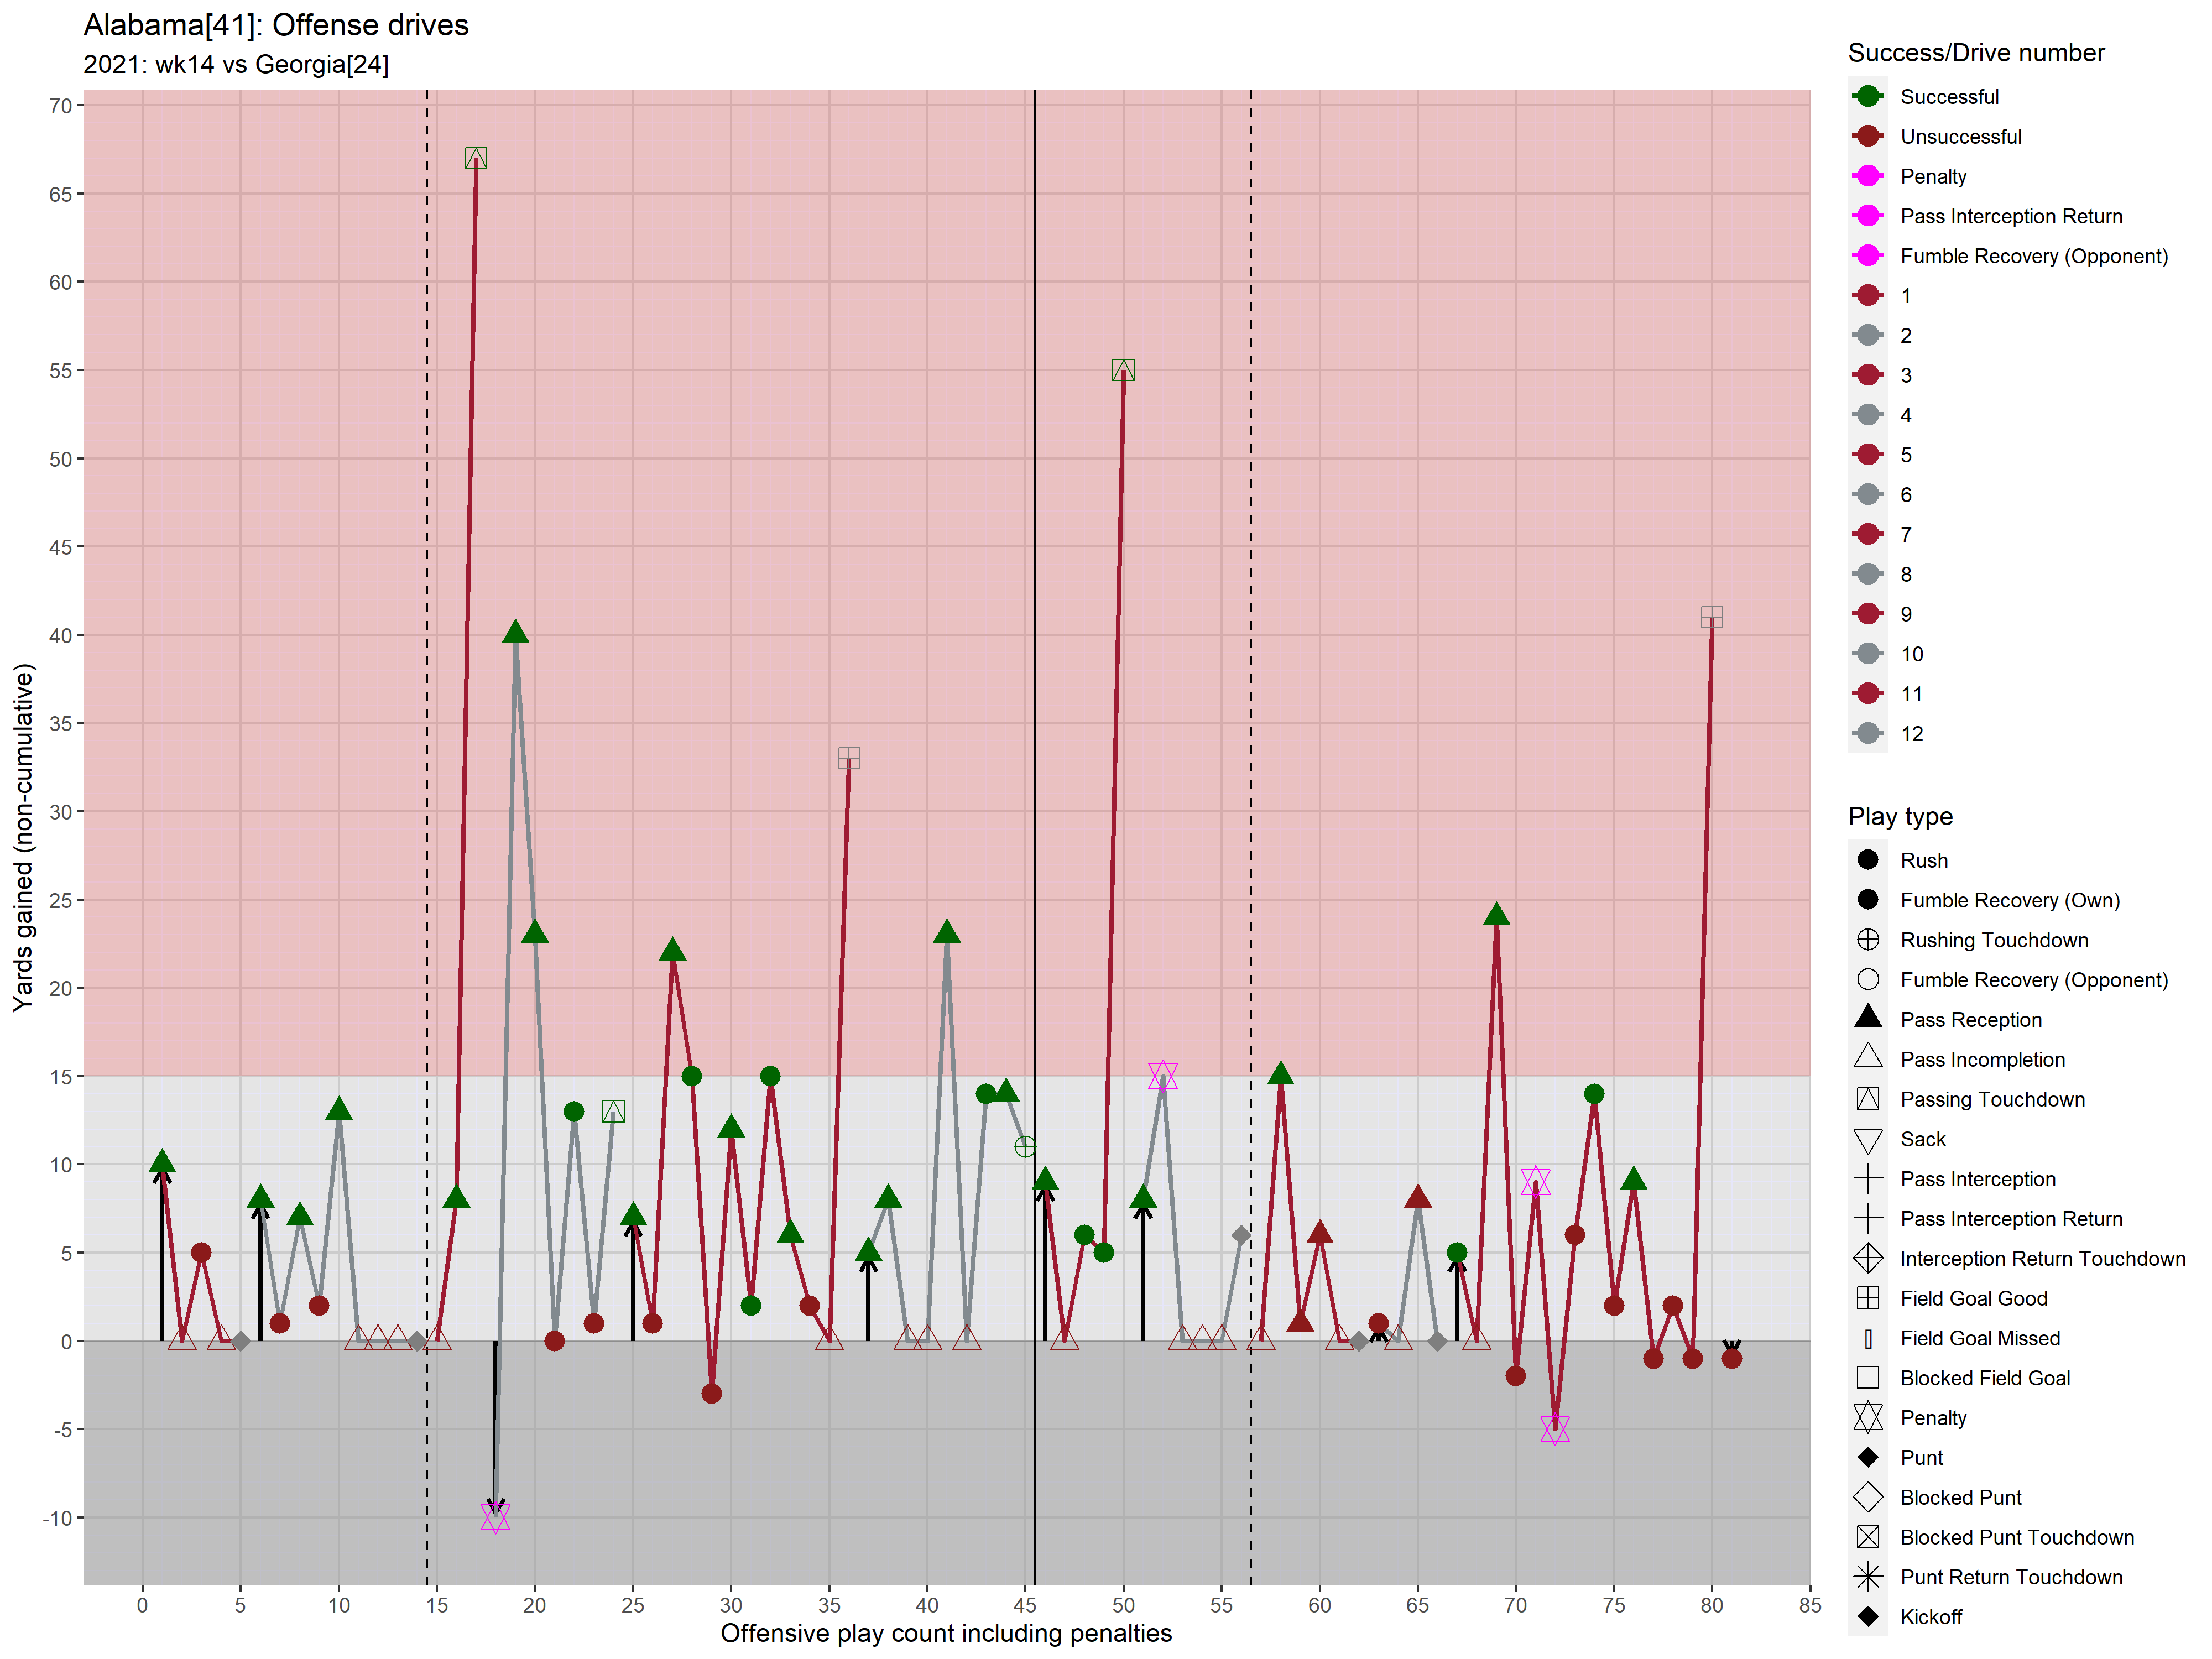 Alabama[41]: Offense drives
2021: wk14 vs Georgia[24]
Yards gained (non-cumulative)
70
65
60
55
50
45
40
35
30
25
20
15
10
5
0
-5
-10
0 5 10 15 20 25 30 35 40 45 50 55 60 65 70 75 80 85
Offensive play count including penalties
Success/Drive number
Successful
Unsuccessful
Penalty
Pass Interception Return
Fumble Recovery (Opponent)
1
2
3
4
5
6
7
8
9
10
11
12
Play type
Rush
Fumble Recovery (Own)
Rushing Touchdown
Fumble Recovery (Opponent)
Pass Reception
Pass Incompletion
Passing Touchdown
Sack
Pass Interception
Pass Interception Return
Interception Return Touchdown
Field Goal Good
Field Goal Missed
Blocked Field Goal
Penalty
Punt
Blocked Punt
Blocked Punt Touchdown
Punt Return Touchdown
Kickoff